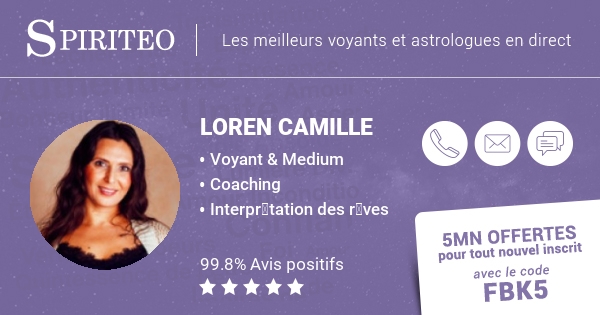 SPIRITEO
Les meilleurs voyants et astrologues en direct
LOREN CAMILLE
• Voyant & Medium
• Coaching
• Interpr▯tation des r▯ves
99.8% Avis positifs
5MN OFFERTES
pour tout nouvel inscrit
avec le code
FBK5